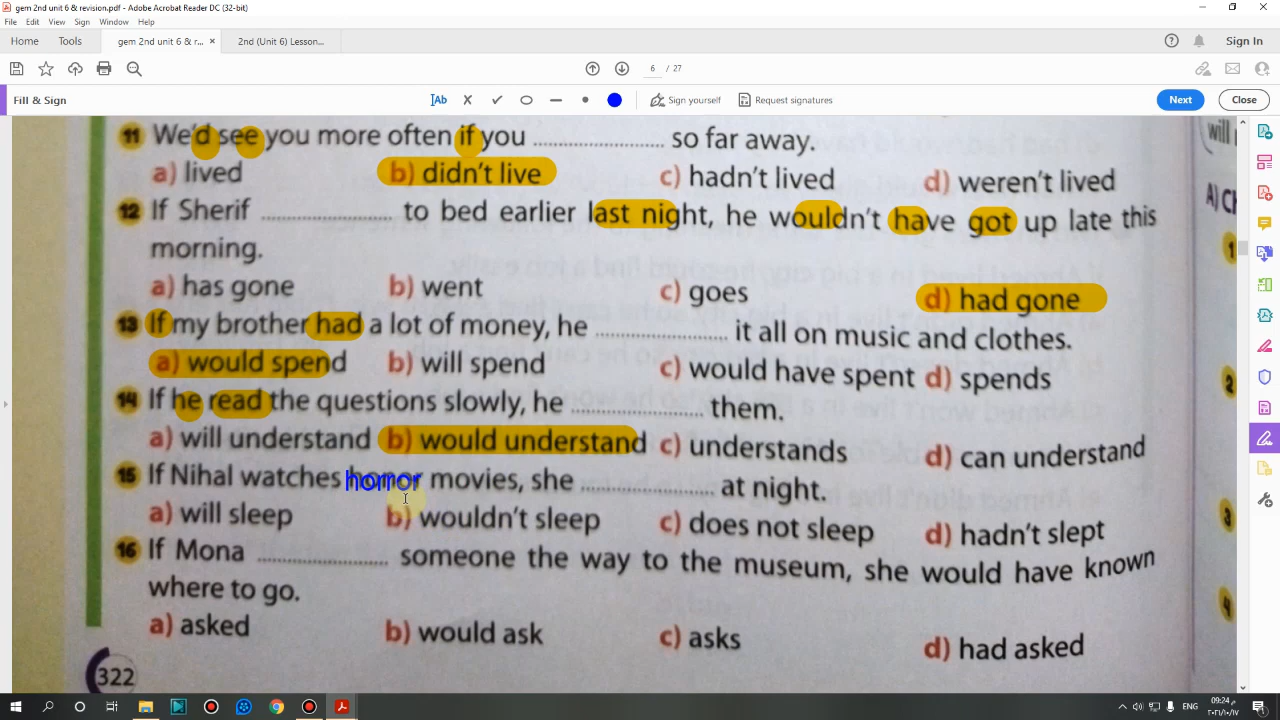 gem 2nd unit 6 & revision.pdf - Adobe Acrobat Reader DC (32-bit)
File Edit View Sign Window Help
Home Tools gem 2nd unit 6 & r... × 2nd (Unit 6) Lesson... Sign In
6 / 27
Fill & Sign Ab Sign yourself Request signatures Next Close
11 We'd see you more often if you .................... so far away.
a) lived b) didn't live c) hadn't lived d) weren't lived
12 If Sherif .................... to bed earlier last night, he wouldn't have got up late this
morning.
a) has gone b) went c) goes d) had gone
13 If my brother had a lot of money, he .................... it all on music and clothes.
a) would spend b) will spend c) would have spent d) spends
14 If he read the questions slowly, he .................... them.
a) will understand b) would understand c) understands d) can understand
15 If Nihal watches horror movies, she .................... at night.
a) will sleep b) wouldn't sleep c) does not sleep d) hadn't slept
16 If Mona .................... someone the way to the museum, she would have known
where to go.
a) asked b) would ask c) asks d) had asked
322
will
A) Ch
1
2
3
4
ENG 09:24 م